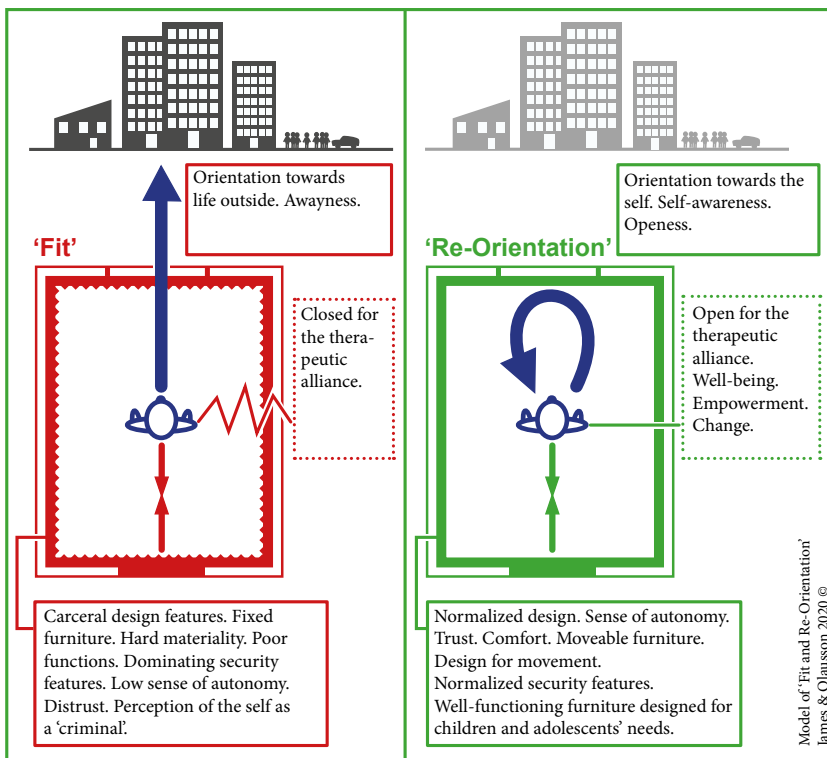 Orientation towards
life outside. Awayness.
'Fit'
Closed for
the thera-
peutic
alliance.
Carceral design features. Fixed
furniture. Hard materiality. Poor
functions. Dominating security
features. Low sense of autonomy.
Distrust. Perception of the self as
a 'criminal'.
Orientation towards the
self. Self-awareness.
Openess.
'Re-Orientation'
Open for the
therapeutic
alliance.
Well-being.
Empowerment.
Change.
Normalized design. Sense of autonomy.
Trust. Comfort. Moveable furniture.
Design for movement.
Normalized security features.
Well-functioning furniture designed for
children and adolescents' needs.
Model of 'Fit and Re-Orientation'
James & Olausson 2020 ©